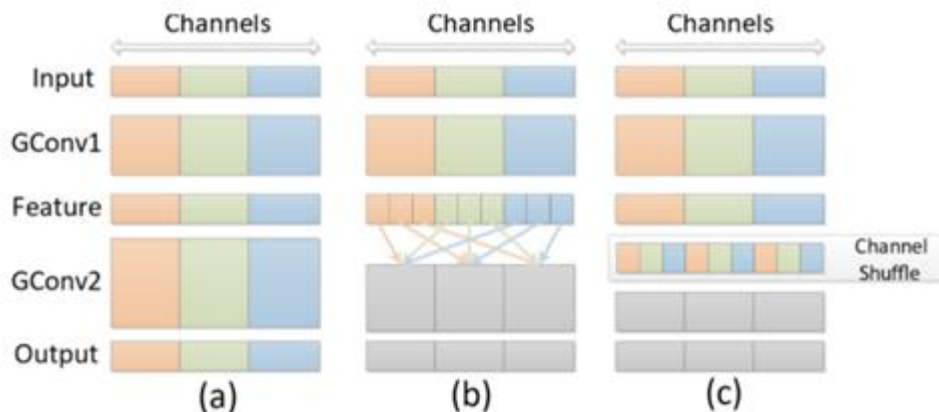 Channels Channels Channels
Input
GConv1
Feature
Channel
Shuffle
GConv2
Output
(a) (b) (c)